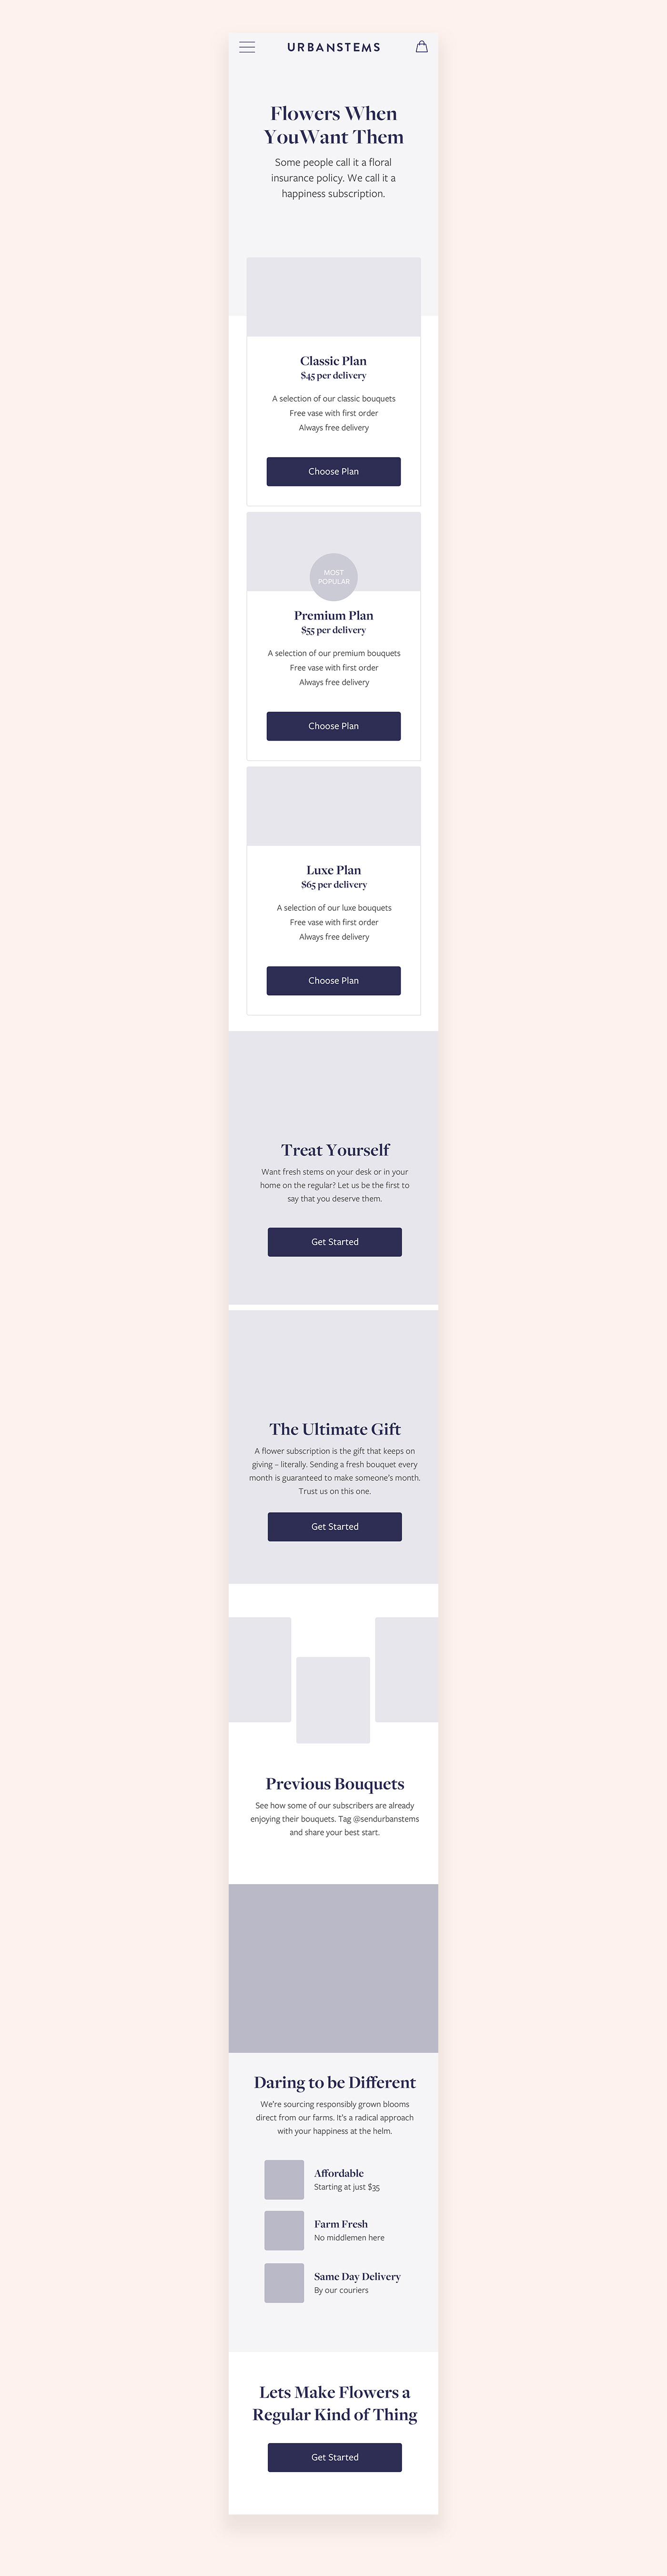 URBANSTEMS
Flowers When
YouWant Them
Some people call it a floral
insurance policy. We call it a
happiness subscription.
Classic Plan
$45 per delivery
A selection of our classic bouquets
Free vase with first order
Always free delivery
Choose Plan
MOST
POPULAR
Premium Plan
$55 per delivery
A selection of our premium bouquets
Free vase with first order
Always free delivery
Choose Plan
Luxe Plan
$65 per delivery
A selection of our luxe bouquets
Free vase with first order
Always free delivery
Choose Plan
Treat Yourself
Want fresh stems on your desk or in your
home on the regular? Let us be the first to
say that you deserve them.
Get Started
The Ultimate Gift
A flower subscription is the gift that keeps on
giving – literally. Sending a fresh bouquet every
month is guaranteed to make someone's month.
Trust us on this one.
Get Started
Previous Bouquets
See how some of our subscribers are already
enjoying their bouquets. Tag @sendurbanstems
and share your best start.
Daring to be Different
We're sourcing responsibly grown blooms
direct from our farms. It's a radical approach
with your happiness at the helm.
Affordable
Starting at just $35
Farm Fresh
No middlemen here
Same Day Delivery
By our couriers
Lets Make Flowers a
Regular Kind of Thing
Get Started